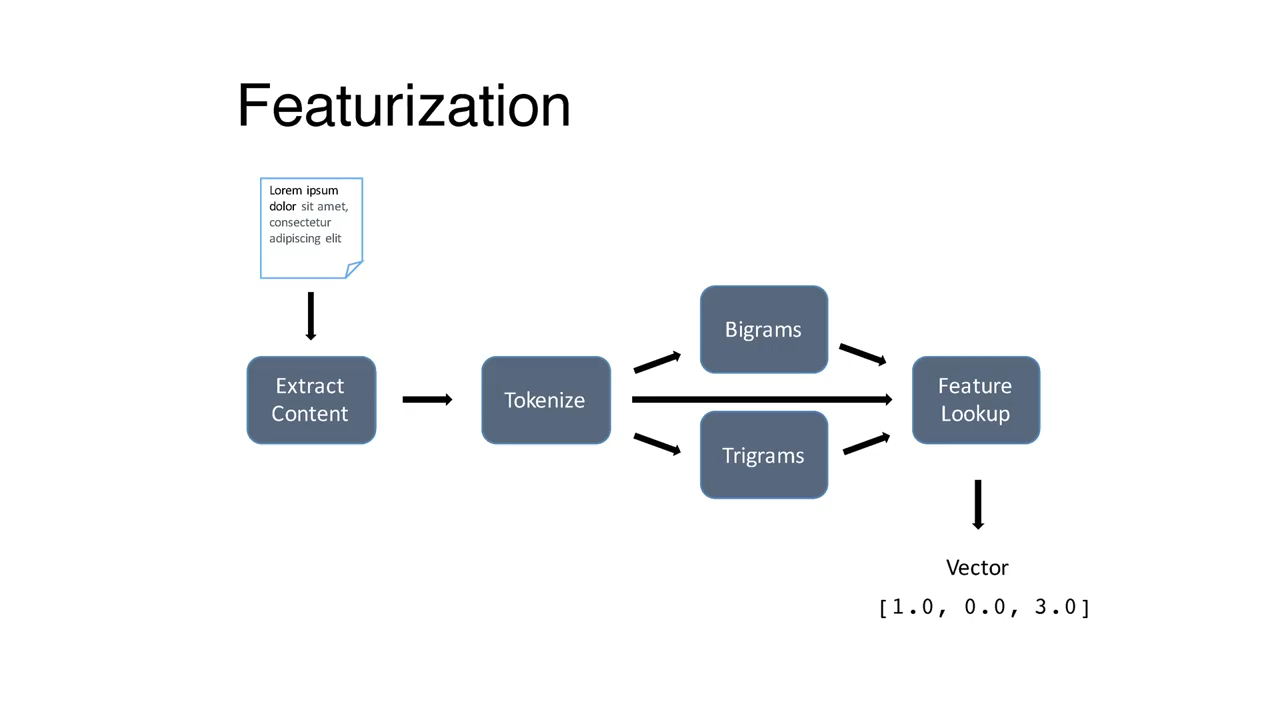 Featurization
Lorem ipsum
dolor sit amet,
consectetur
adipiscing elit
Extract
Content
Tokenize
Bigrams
Trigrams
Feature
Lookup
Vector
[1.0, 0.0, 3.0]